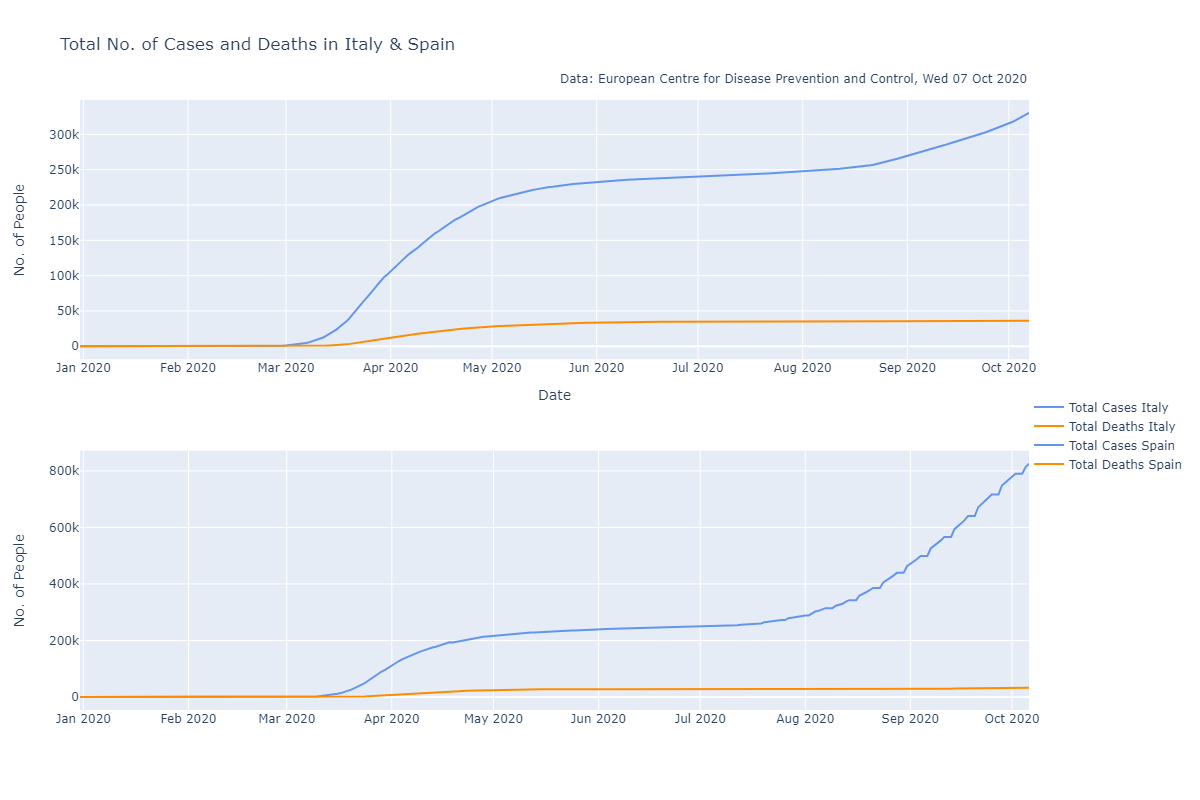 Total No. of Cases and Deaths in Italy & Spain
Data: European Centre for Disease Prevention and Control, Wed 07 Oct 2020
No. of People
300k
250k
200k
150k
100k
50k
0
Jan 2020 Feb 2020 Mar 2020 Apr 2020 May 2020 Jun 2020 Jul 2020 Aug 2020 Sep 2020 Oct 2020
Date
Total Cases Italy
Total Deaths Italy
Total Cases Spain
Total Deaths Spain
No. of People
800k
600k
400k
200k
0
Jan 2020 Feb 2020 Mar 2020 Apr 2020 May 2020 Jun 2020 Jul 2020 Aug 2020 Sep 2020 Oct 2020